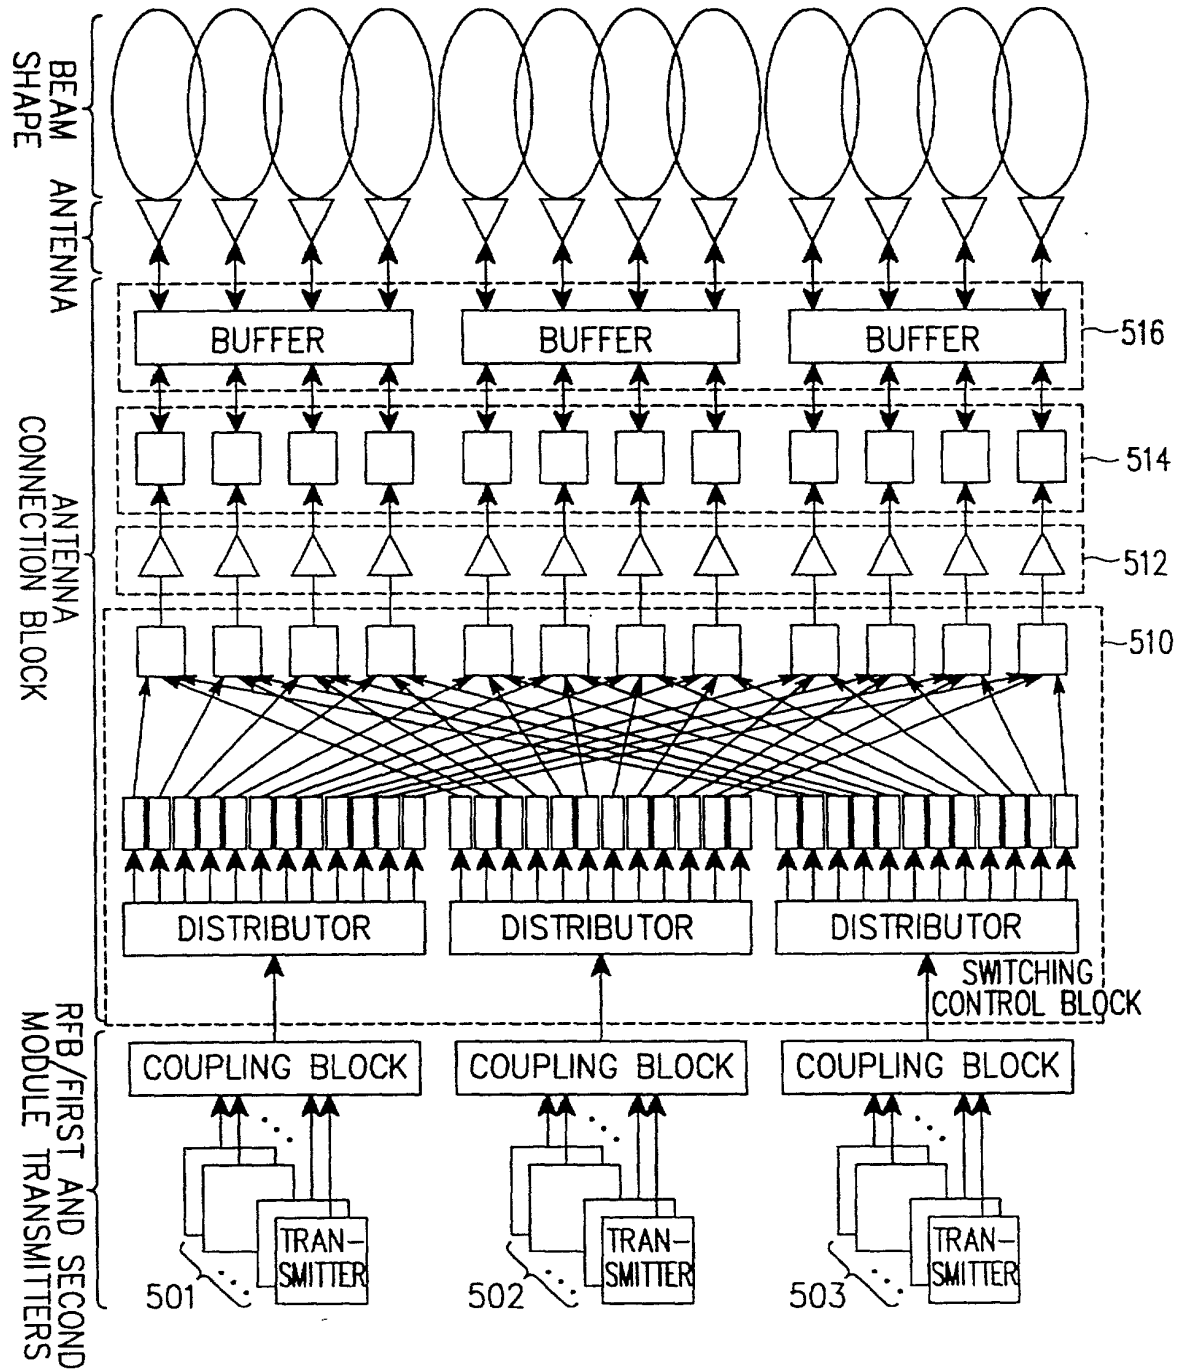 BEAM
SHAPE
ANTENNA
BUFFER
BUFFER
BUFFER
516
514
512
510
ANTENNA
CONNECTION BLOCK
DISTRIBUTOR
DISTRIBUTOR
DISTRIBUTOR
SWITCHING
CONTROL BLOCK
RFB/FIRST AND SECOND
MODULE TRANSMITTERS
COUPLING BLOCK
COUPLING BLOCK
COUPLING BLOCK
TRAN-
SMITTER
TRAN-
SMITTER
TRAN-
SMITTER
501
502
503